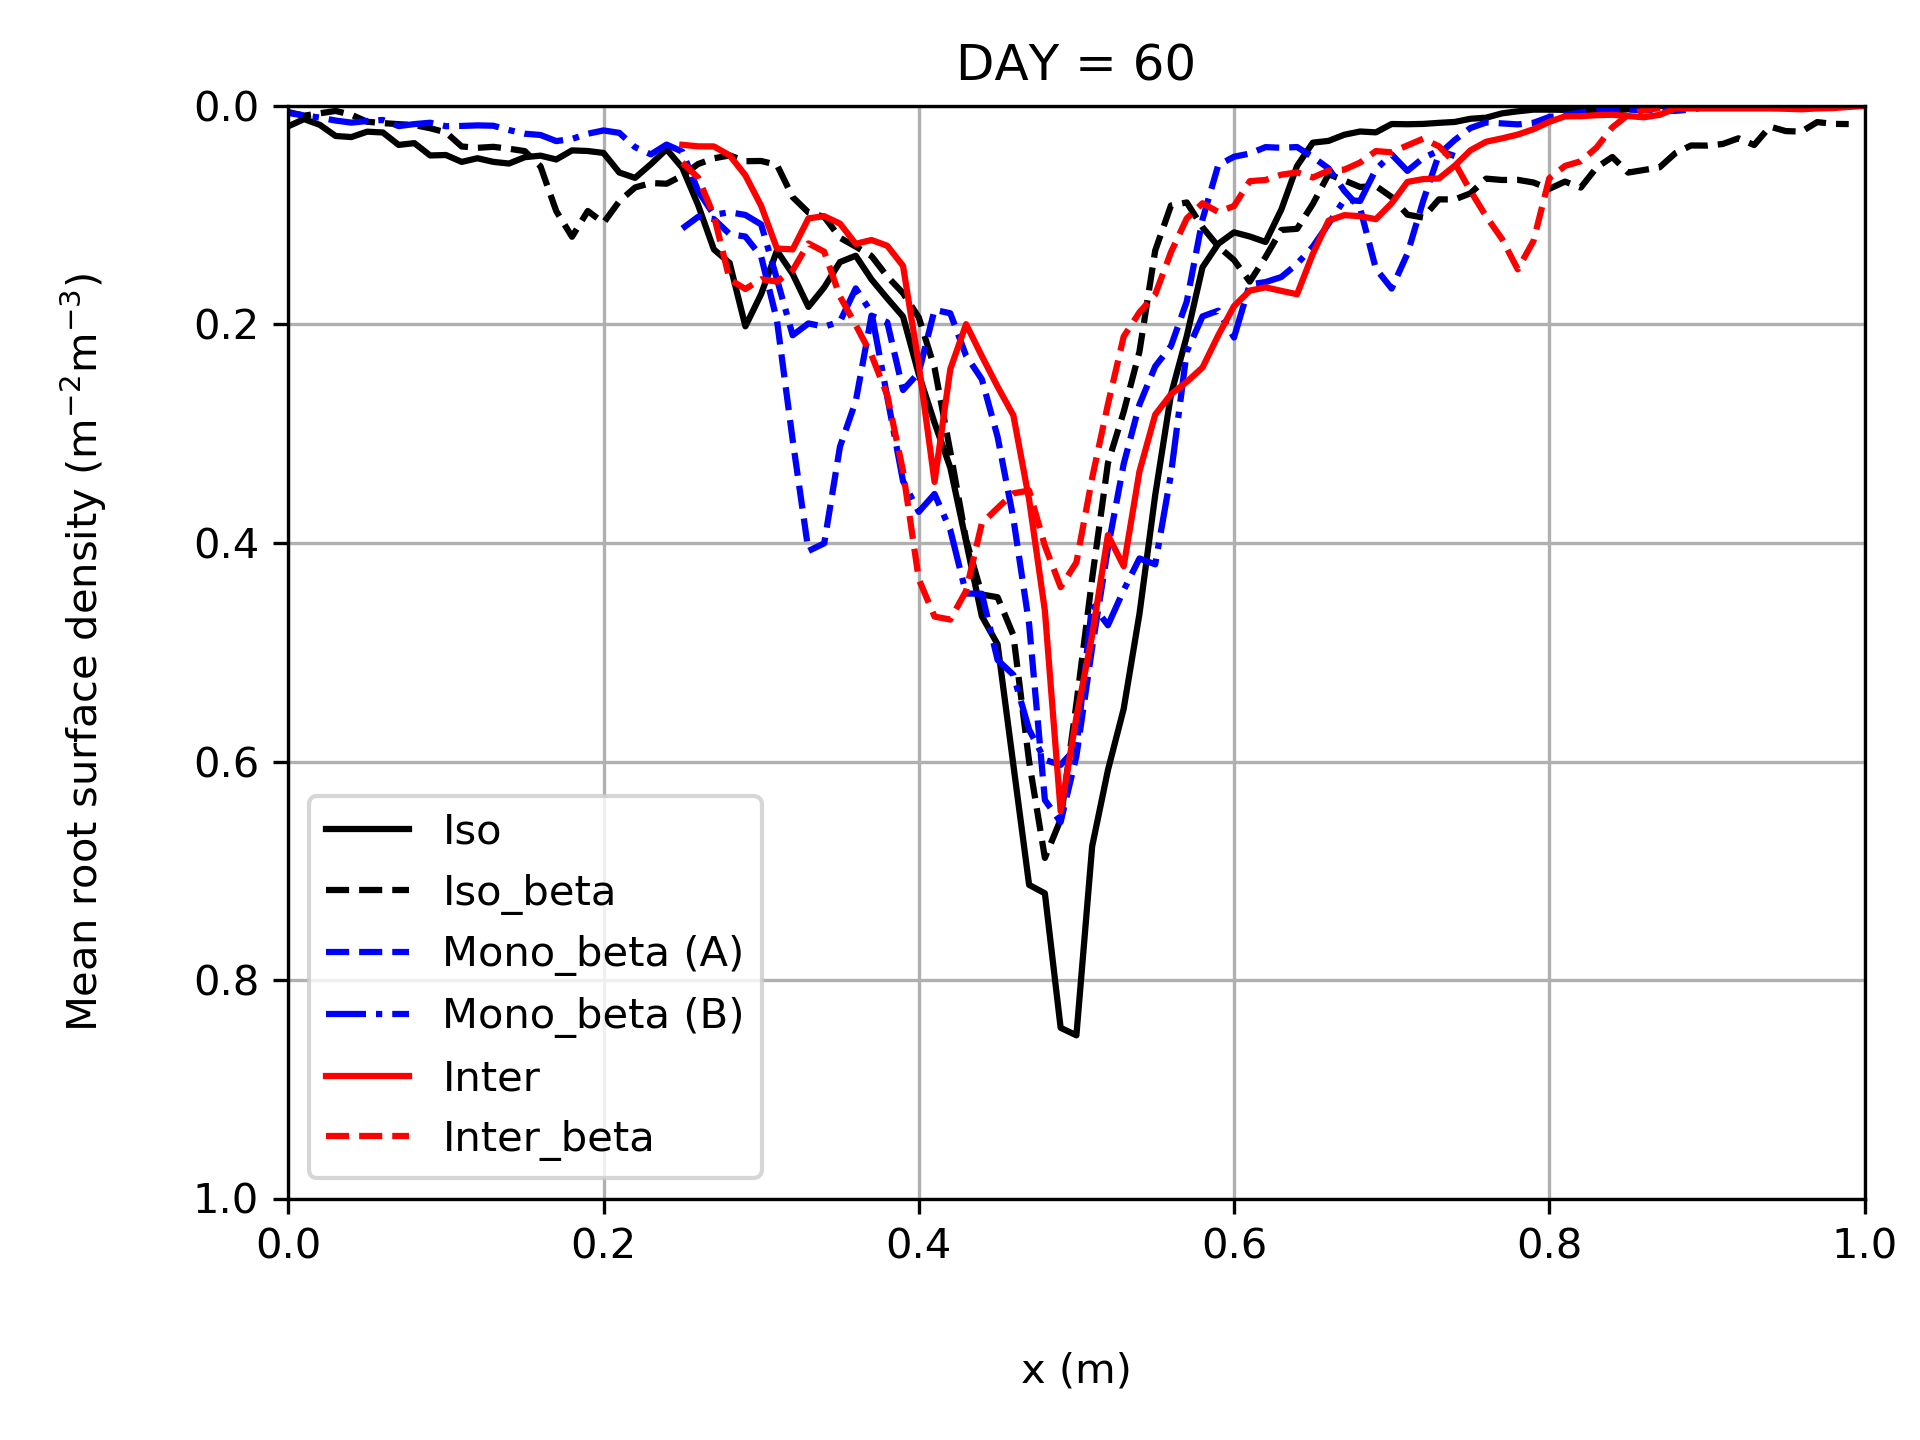 DAY = 60
0.0
0.2
0.4
0.6
0.8
1.0
Mean root surface density (m⁻²m⁻³)
Iso
Iso_beta
Mono_beta (A)
Mono_beta (B)
Inter
Inter_beta
0.0 0.2 0.4 0.6 0.8 1.0
x (m)